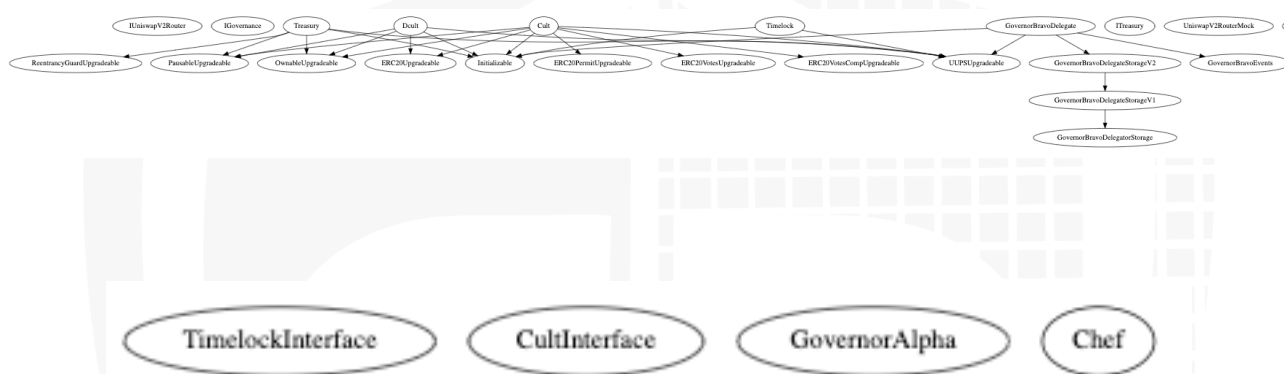 IUniswapV2Router IGovernance Treasury Dcult Cult Timelock GovernorBravoDelegate ITreasury UniswapV2RouterMock
ReentrancyGuardUpgradeable PausableUpgradeable OwnableUpgradeable ERC20Upgradeable Initializable ERC20PermitUpgradeable ERC20VotesUpgradeable ERC20VotesCompUpgradeable UUPSUpgradeable GovernorBravoDelegateStorageV2 GovernorBravoEvents
GovernorBravoDelegateStorageV1
GovernorBravoDelegatorStorage
TimelockInterface CultInterface GovernorAlpha Chef